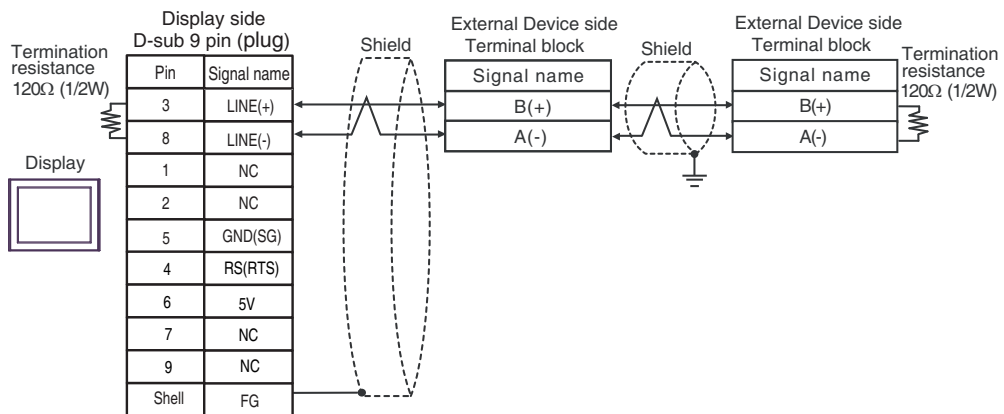 Display side
D-sub 9 pin (plug)
Termination
resistance
120Ω (1/2W)
Display
Pin Signal name
3 LINE(+)
8 LINE(-)
1 NC
2 NC
5 GND(SG)
4 RS(RTS)
6 5V
7 NC
9 NC
Shell FG
Shield
External Device side
Terminal block
Signal name
B(+)
A(-)
Shield
External Device side
Terminal block
Signal name
B(+)
A(-)
Termination
resistance
120Ω (1/2W)